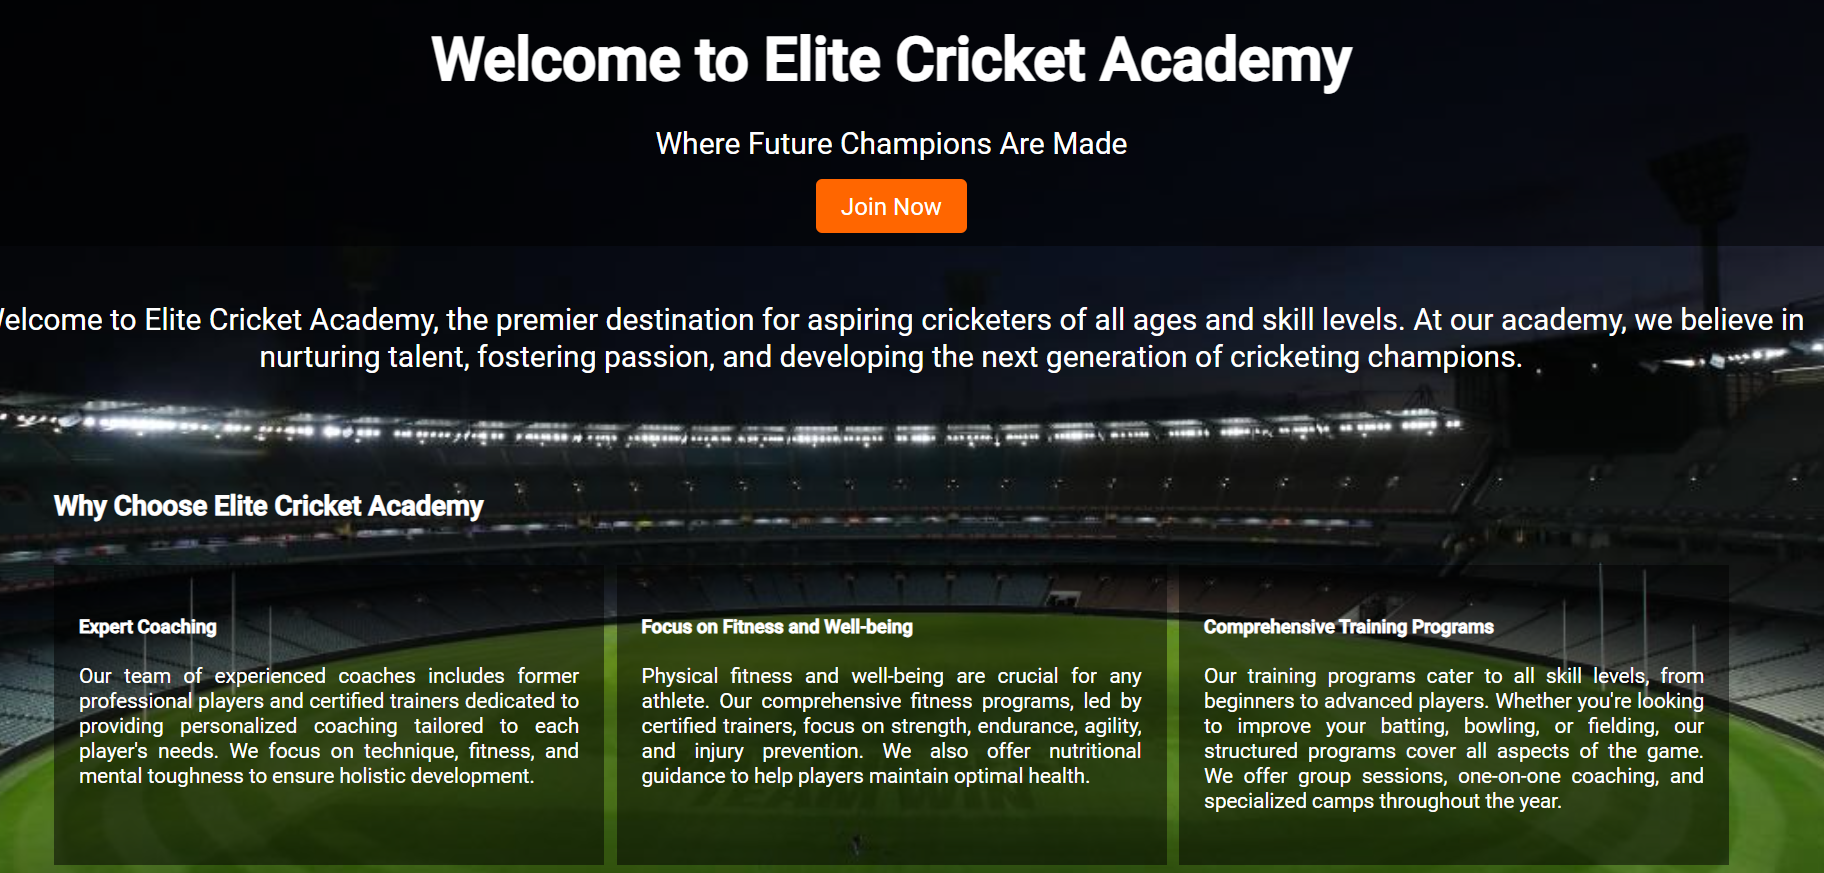 Welcome to Elite Cricket Academy
Where Future Champions Are Made
Join Now
to Elite Cricket Academy, the premier destination for aspiring cricketers of all ages and skill levels. At our academy, we believe in
nurturing talent, fostering passion, and developing the next generation of cricketing champions.
Why Choose Elite Cricket Academy
Expert Coaching
Our team of experienced coaches includes former
professional players and certified trainers dedicated to
providing personalized coaching tailored to each
player's needs. We focus on technique, fitness, and
mental toughness to ensure holistic development.
Focus on Fitness and Well-being
Physical fitness and well-being are crucial for any
athlete. Our comprehensive fitness programs, led by
certified trainers, focus on strength, endurance, agility,
and injury prevention. We also offer nutritional
guidance to help players maintain optimal health.
TEAM WIN
Comprehensive Training Programs
Our training programs cater to all skill levels, from
beginners to advanced players. Whether you're looking
to improve your batting, bowling, or fielding, our
structured programs cover all aspects of the game.
We offer group sessions, one-on-one coaching, and
specialized camps throughout the year.